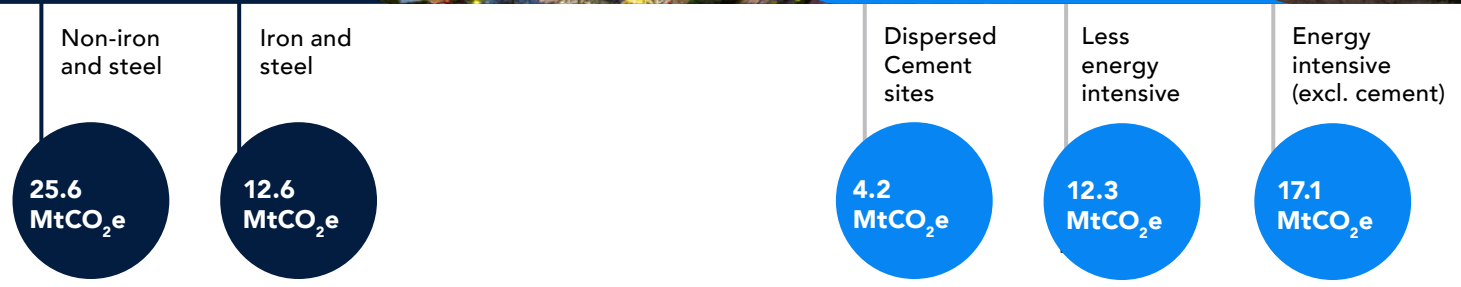 Non-iron
and steel
Iron and
steel
Dispersed
Cement
sites
Less
energy
intensive
Energy
intensive
(excl. cement)
25.6
MtCO₂e
12.6
MtCO₂e
4.2
MtCO₂e
12.3
MtCO₂e
17.1
MtCO₂e